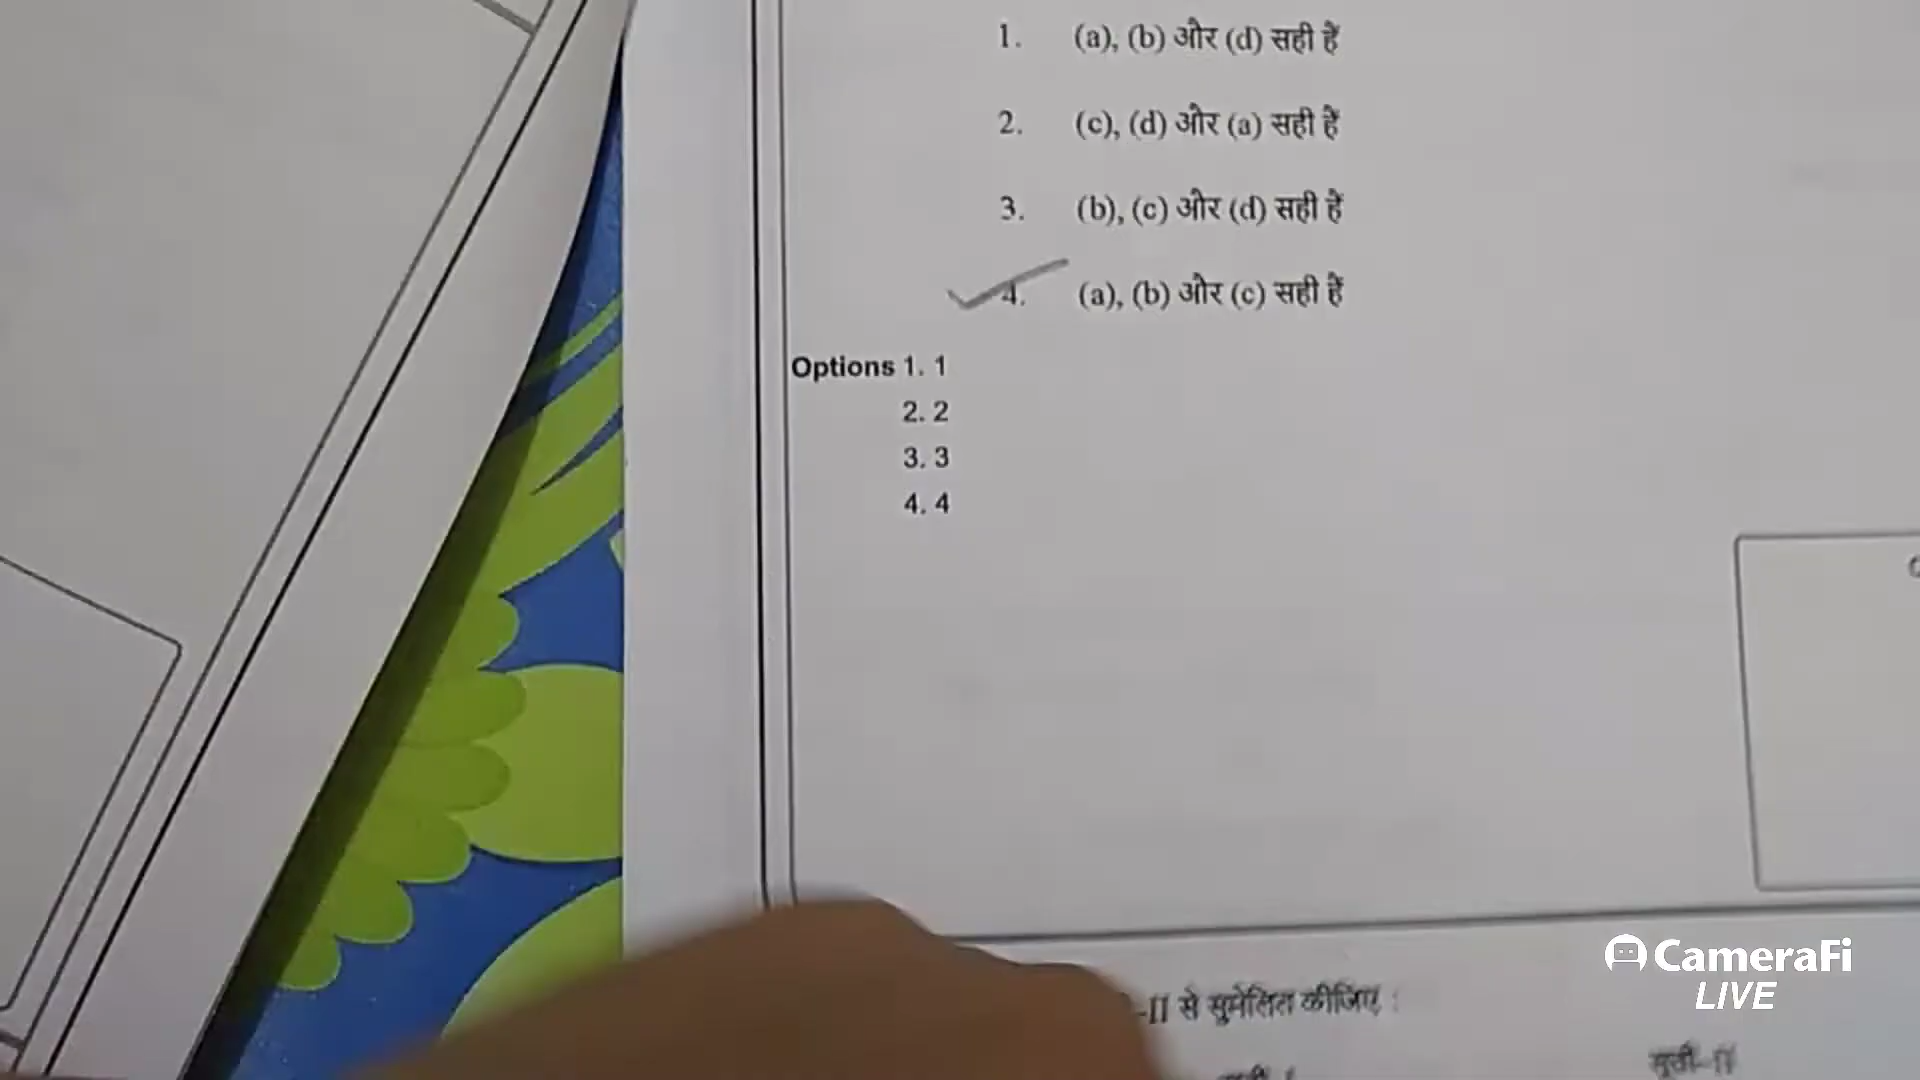 1. (a), (b) और (d) सही हैं
2. (c), (d) और (a) सही हैं
3. (b), (c) और (d) सही हैं
4. (a), (b) और (c) सही हैं
Options 1. 1
2. 2
3. 3
4. 4
-II से सुमेलित कीजिए :
सूची-II
CameraFi
LIVE